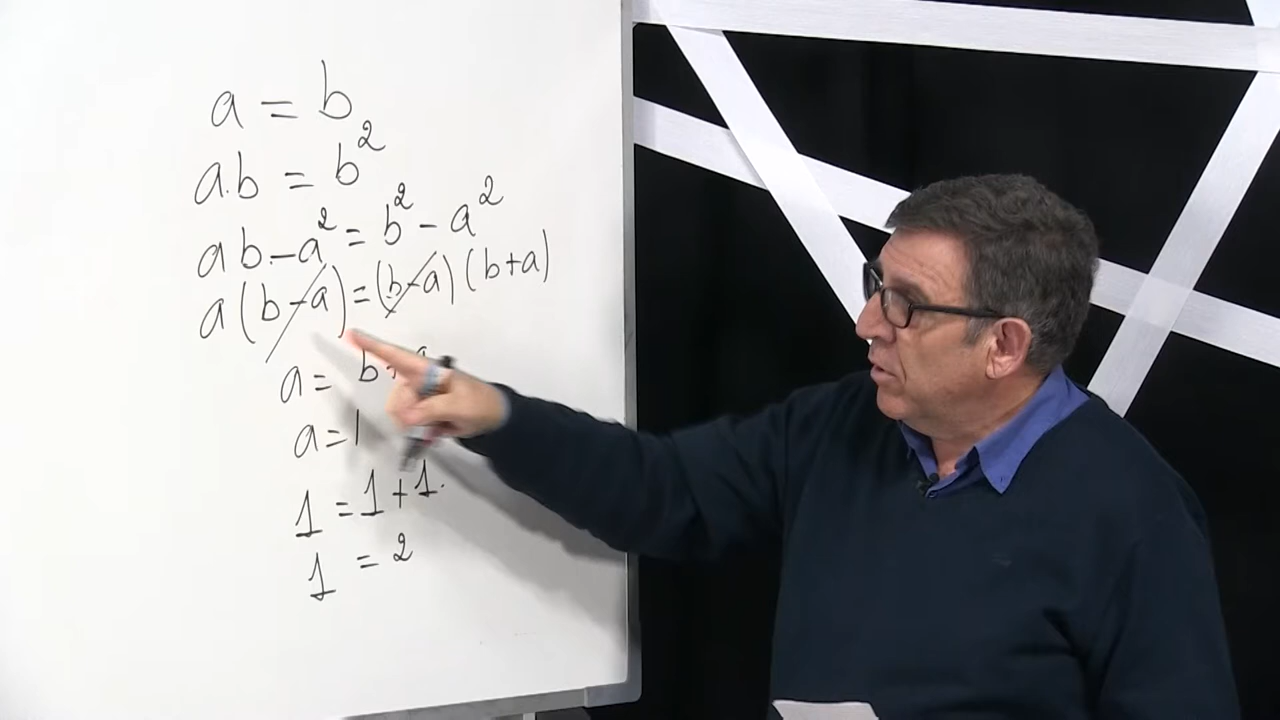 a = b
a.b = b²
ab-a² = b² - a²
a(b-a) = (b-a)(b+a)
a = b+a
a=1
1 = 1+1.
1 = 2